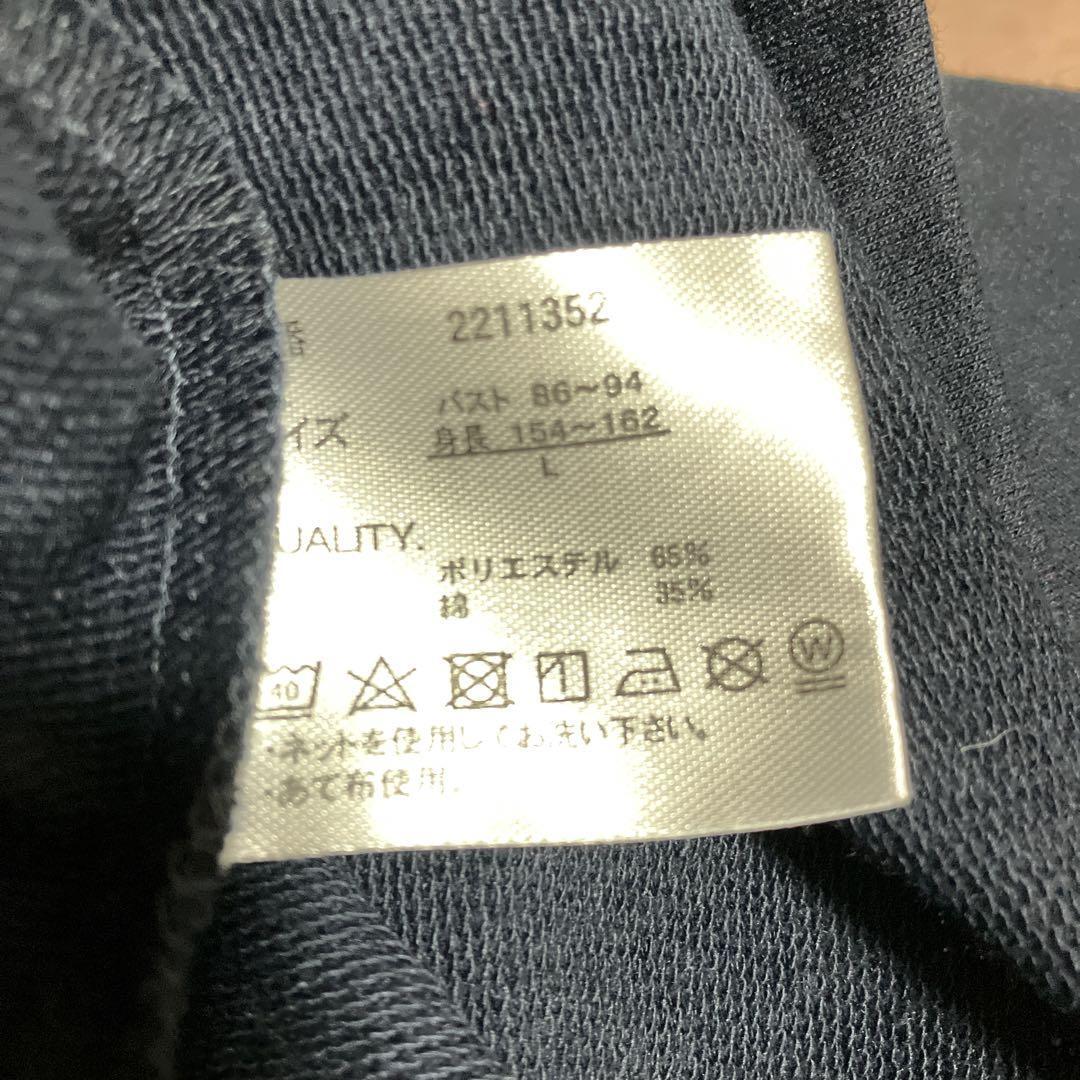 番 2211352
バスト 86～94
イズ 身長 154～162
L
UALITY.
ポリエステル 65%
綿 35%
40 1 W
・ネットを使用してお洗い下さい。
・あて布使用.